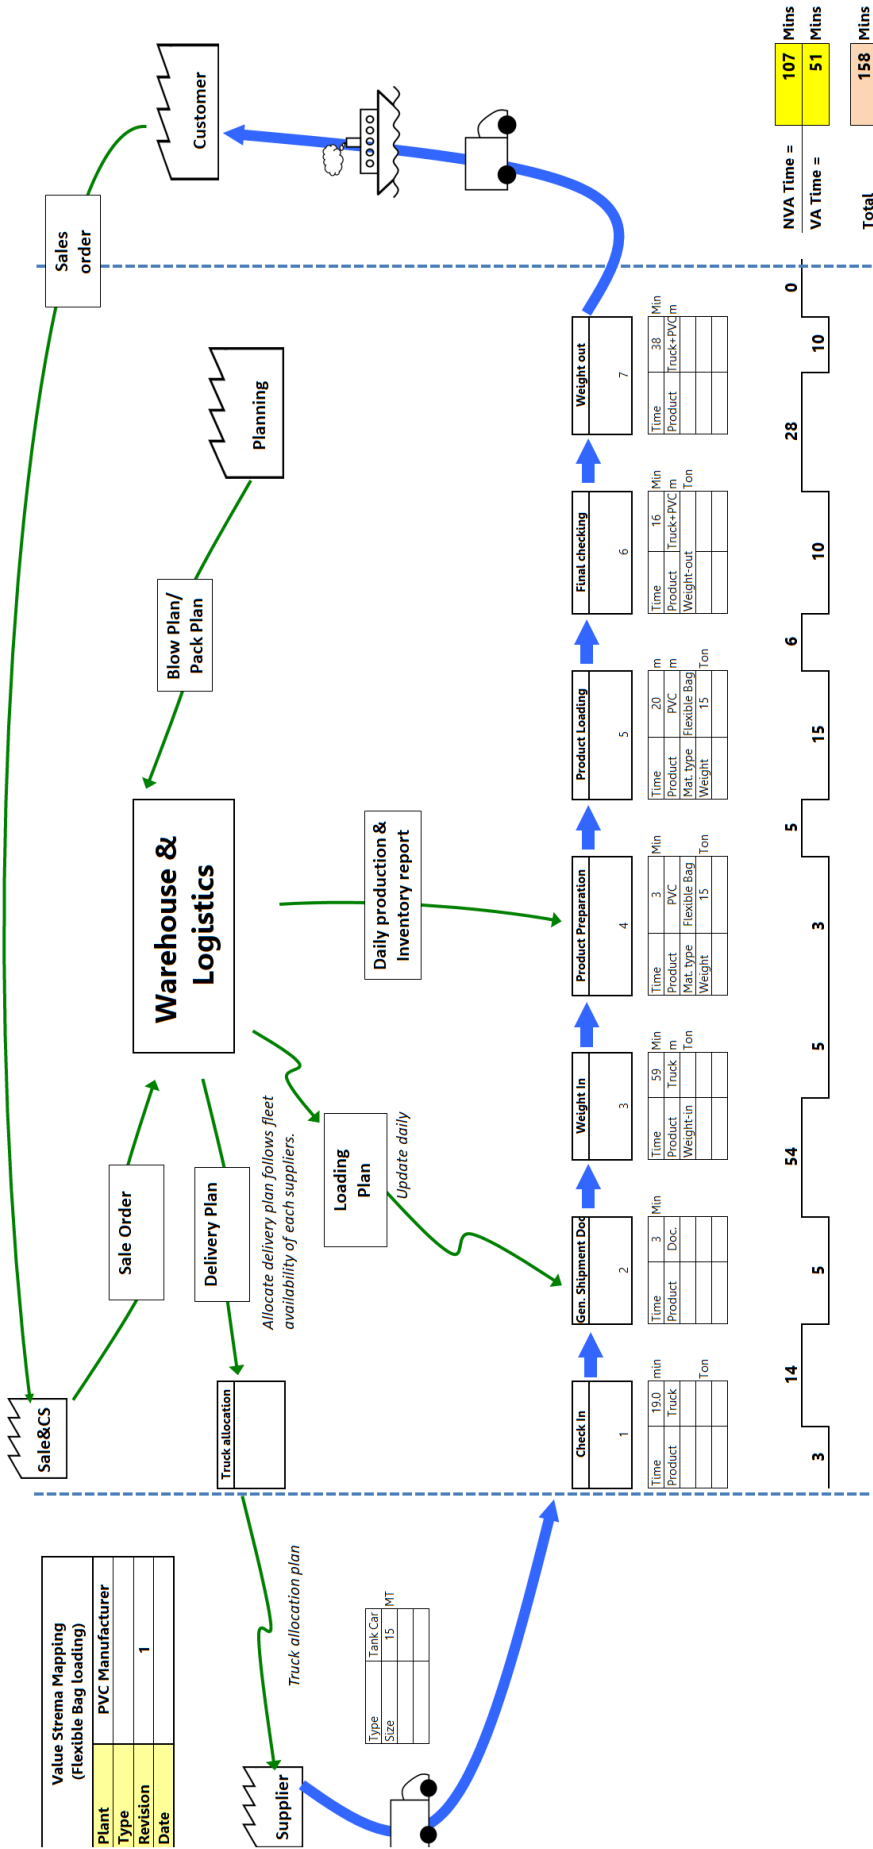 Value Strema Mapping
(Flexible Bag loading)
Plant PVC Manufacturer
Type
Revision 1
Date
Sale&CS
Sales
order
Customer
Sale Order
Delivery Plan
Allocate delivery plan follows fleet
availability of each suppliers.
Truck allocation
Truck allocation plan
Supplier
Type Tank Car
Size 15 MT
Warehouse &
Logistics
Blow Plan/
Pack Plan
Planning
Loading
Plan
Update daily
Daily production &
Inventory report
Check In
1
Time 19.0 min
Product Truck
Ton
Gen. Shipment Doc
2
Time 3 Min
Product Doc.
Weight In
3
Time 59 Min
Product Truck m
Weight-in Ton
Product Preparation
4
Time 3 Min
Product PVC
Mat. type Flexible Bag
Weight 15 Ton
Product Loading
5
Time 20 m
Product PVC m
Mat. type Flexible Bag
Weight 15 Ton
Final checking
6
Time 16 Min
Product Truck+PVC m
Weight-out Ton
Weight out
7
Time 38 Min
Product Truck+PVC m
3 14 5 54 5 3 5 15 6 10 28 10 0
NVA Time = 107 Mins
VA Time = 51 Mins
Total 158 Mins